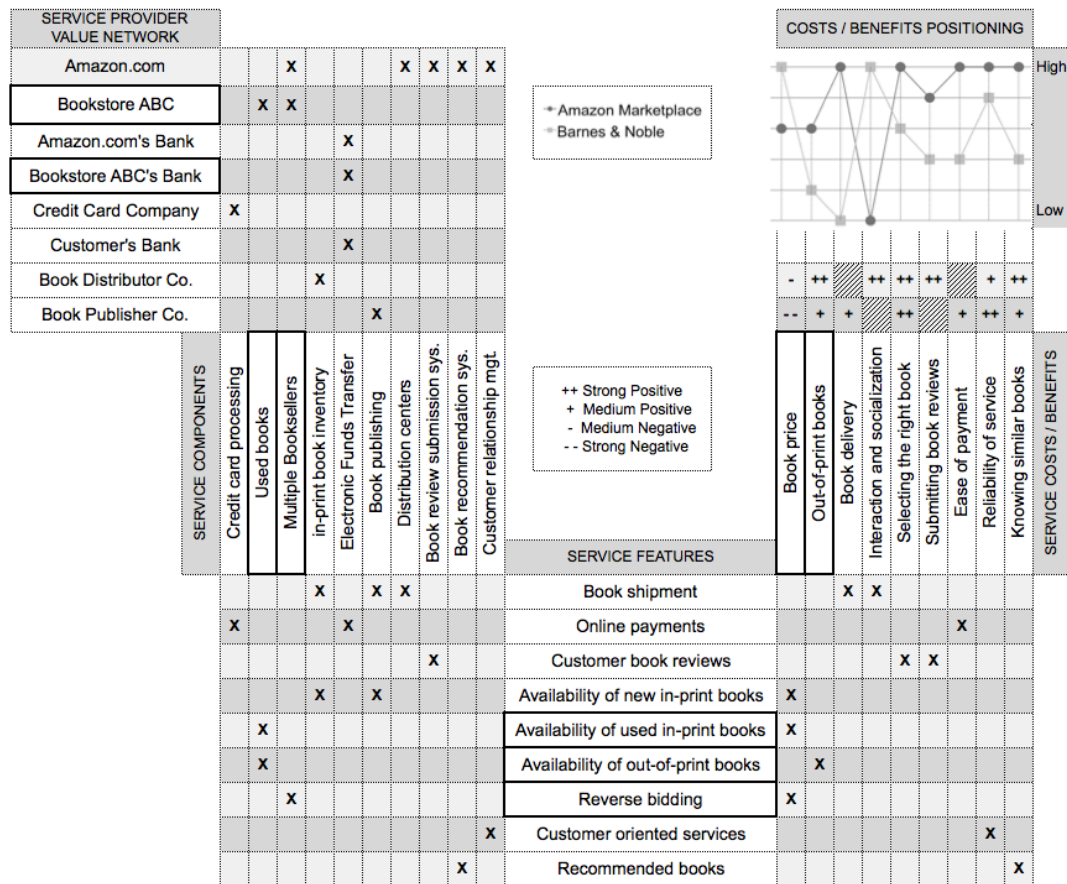 SERVICE PROVIDER
VALUE NETWORK
COSTS / BENEFITS POSITIONING
Amazon.com X X X X X
High
Bookstore ABC X X
Amazon Marketplace
Barnes & Noble
Amazon.com's Bank X
Bookstore ABC's Bank X
Credit Card Company X
Low
Customer's Bank X
Book Distributor Co. X
- ++ ++ ++ ++ + ++
Book Publisher Co. X
-- + + ++ + ++ +
SERVICE COMPONENTS
Credit card processing
Used books
Multiple Booksellers
in-print book inventory
Electronic Funds Transfer
Book publishing
Distribution centers
Book review submission sys.
Book recommendation sys.
Customer relationship mgt.
++ Strong Positive
+ Medium Positive
- Medium Negative
- - Strong Negative
Book price
Out-of-print books
Book delivery
Interaction and socialization
Selecting the right book
Submitting book reviews
Ease of payment
Reliability of service
Knowing similar books
SERVICE COSTS / BENEFITS
SERVICE FEATURES
X X X Book shipment X X
X X Online payments X
X Customer book reviews X X
X X Availability of new in-print books X
X Availability of used in-print books X
X Availability of out-of-print books X
X Reverse bidding X
X Customer oriented services X
X Recommended books X